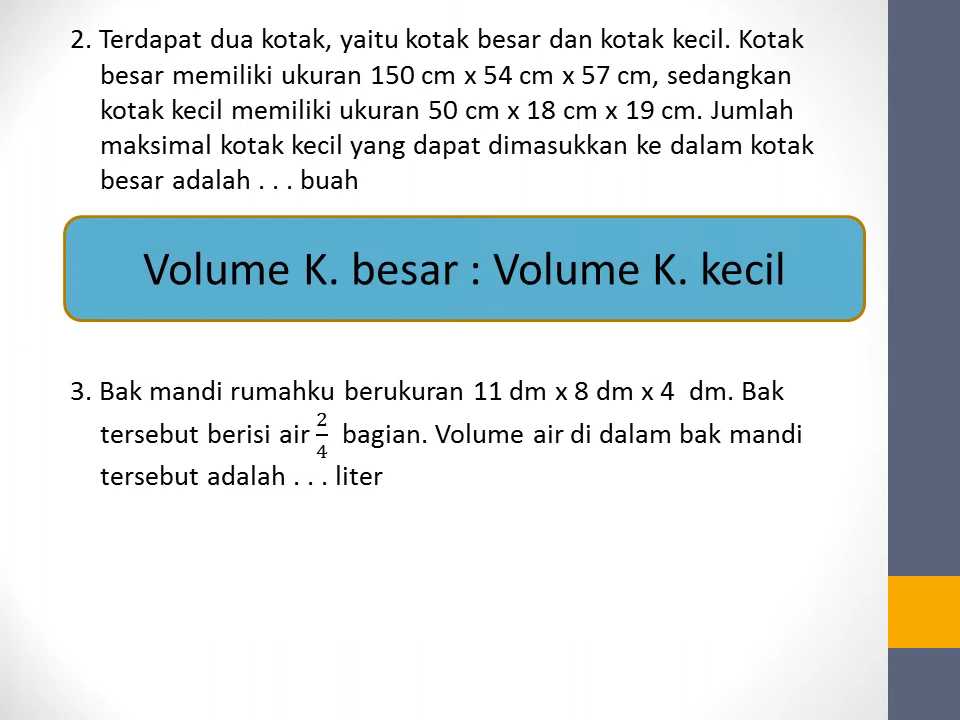 2. Terdapat dua kotak, yaitu kotak besar dan kotak kecil. Kotak
besar memiliki ukuran 150 cm x 54 cm x 57 cm, sedangkan
kotak kecil memiliki ukuran 50 cm x 18 cm x 19 cm. Jumlah
maksimal kotak kecil yang dapat dimasukkan ke dalam kotak
besar adalah . . . buah
Volume K. besar : Volume K. kecil
3. Bak mandi rumahku berukuran 11 dm x 8 dm x 4  dm. Bak
tersebut berisi air 2/4 bagian. Volume air di dalam bak mandi
tersebut adalah . . . liter